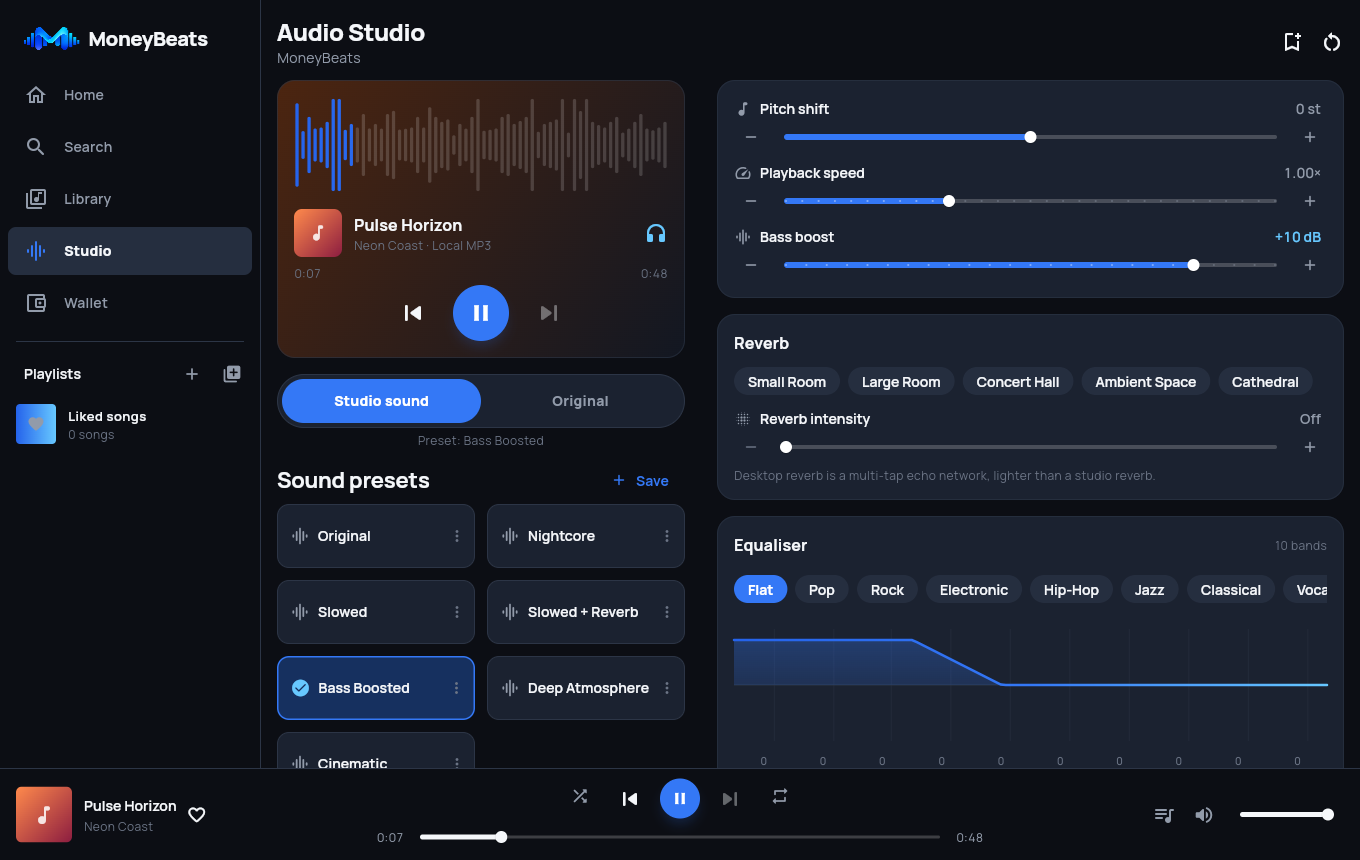 MoneyBeats
Home
Search
Library
Studio
Wallet
Playlists
Liked songs
0 songs
Audio Studio
MoneyBeats
Pulse Horizon
Neon Coast · Local MP3
0:07
0:48
Studio sound
Original
Preset: Bass Boosted
Sound presets
Save
Original
Nightcore
Slowed
Slowed + Reverb
Bass Boosted
Deep Atmosphere
Cinematic
Pitch shift
0 st
Playback speed
1.00×
Bass boost
+10 dB
Reverb
Small Room
Large Room
Concert Hall
Ambient Space
Cathedral
Reverb intensity
Off
Desktop reverb is a multi-tap echo network, lighter than a studio reverb.
Equaliser
10 bands
Flat
Pop
Rock
Electronic
Hip-Hop
Jazz
Classical
Voca
0 0 0 0 0 0 0 0 0 0
Pulse Horizon
Neon Coast
0:07
0:48